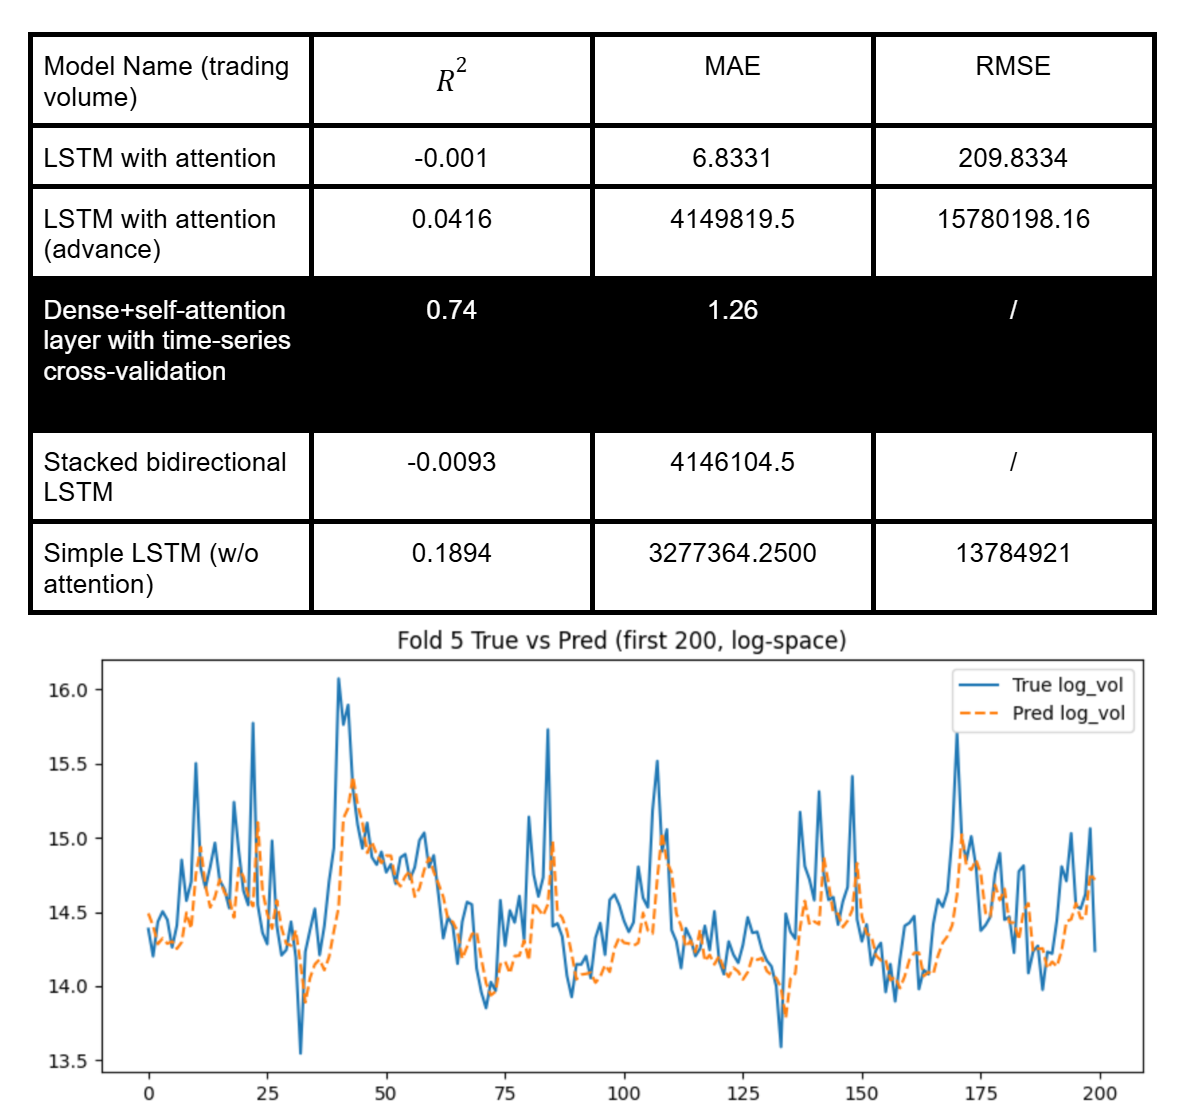 Model Name (trading
volume)
R²
MAE
RMSE
LSTM with attention
-0.001
6.8331
209.8334
LSTM with attention
(advance)
0.0416
4149819.5
15780198.16
Dense+self-attention
layer with time-series
cross-validation
0.74
1.26
/
Stacked bidirectional
LSTM
-0.0093
4146104.5
/
Simple LSTM (w/o
attention)
0.1894
3277364.2500
13784921
Fold 5 True vs Pred (first 200, log-space)
True log_vol
Pred log_vol
16.0
15.5
15.0
14.5
14.0
13.5
0 25 50 75 100 125 150 175 200